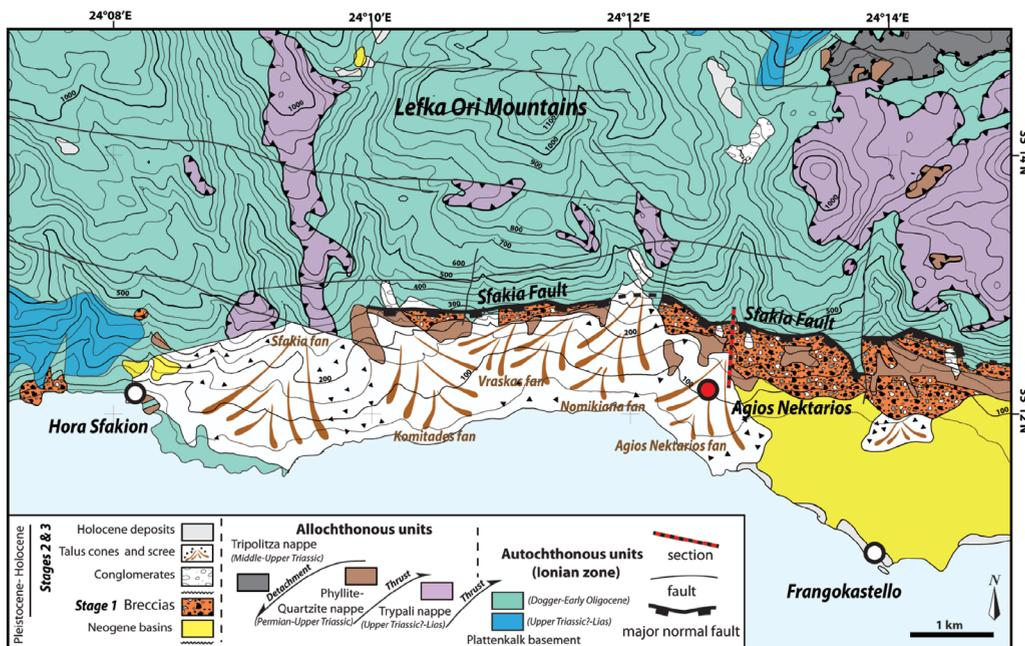 24°08'E 24°10'E 24°12'E 24°14'E
Lefka Ori Mountains
1000
1000
1100
1000
900
1000
800
700
600
500
400
300
500
500
Sfakia Fault
Sfakia Fault
Sfakia fan
200
200
100
100
100
Vraskas fan
Nomikiana fan
Komitades fan
Agios Nektarios fan
Hora Sfakion
Agios Nektarios
Frangokastello
N
1 km
Pleistocene- Holocene
Stages 2 & 3
Holocene deposits
Talus cones and scree
Conglomerates
Stage 1 Breccias
Neogene basins
Allochthonous units
Tripolitza nappe
(Middle-Upper Triassic)
Detachment
Phyllite-
Quartzite nappe
(Permian-Upper Triassic)
Thrust
Trypali nappe
(Upper Triassic?-Lias)
Thrust
Autochthonous units
(Ionian zone)
(Dogger-Early Oligocene)
(Upper Triassic?-Lias)
Plattenkalk basement
section
fault
major normal fault